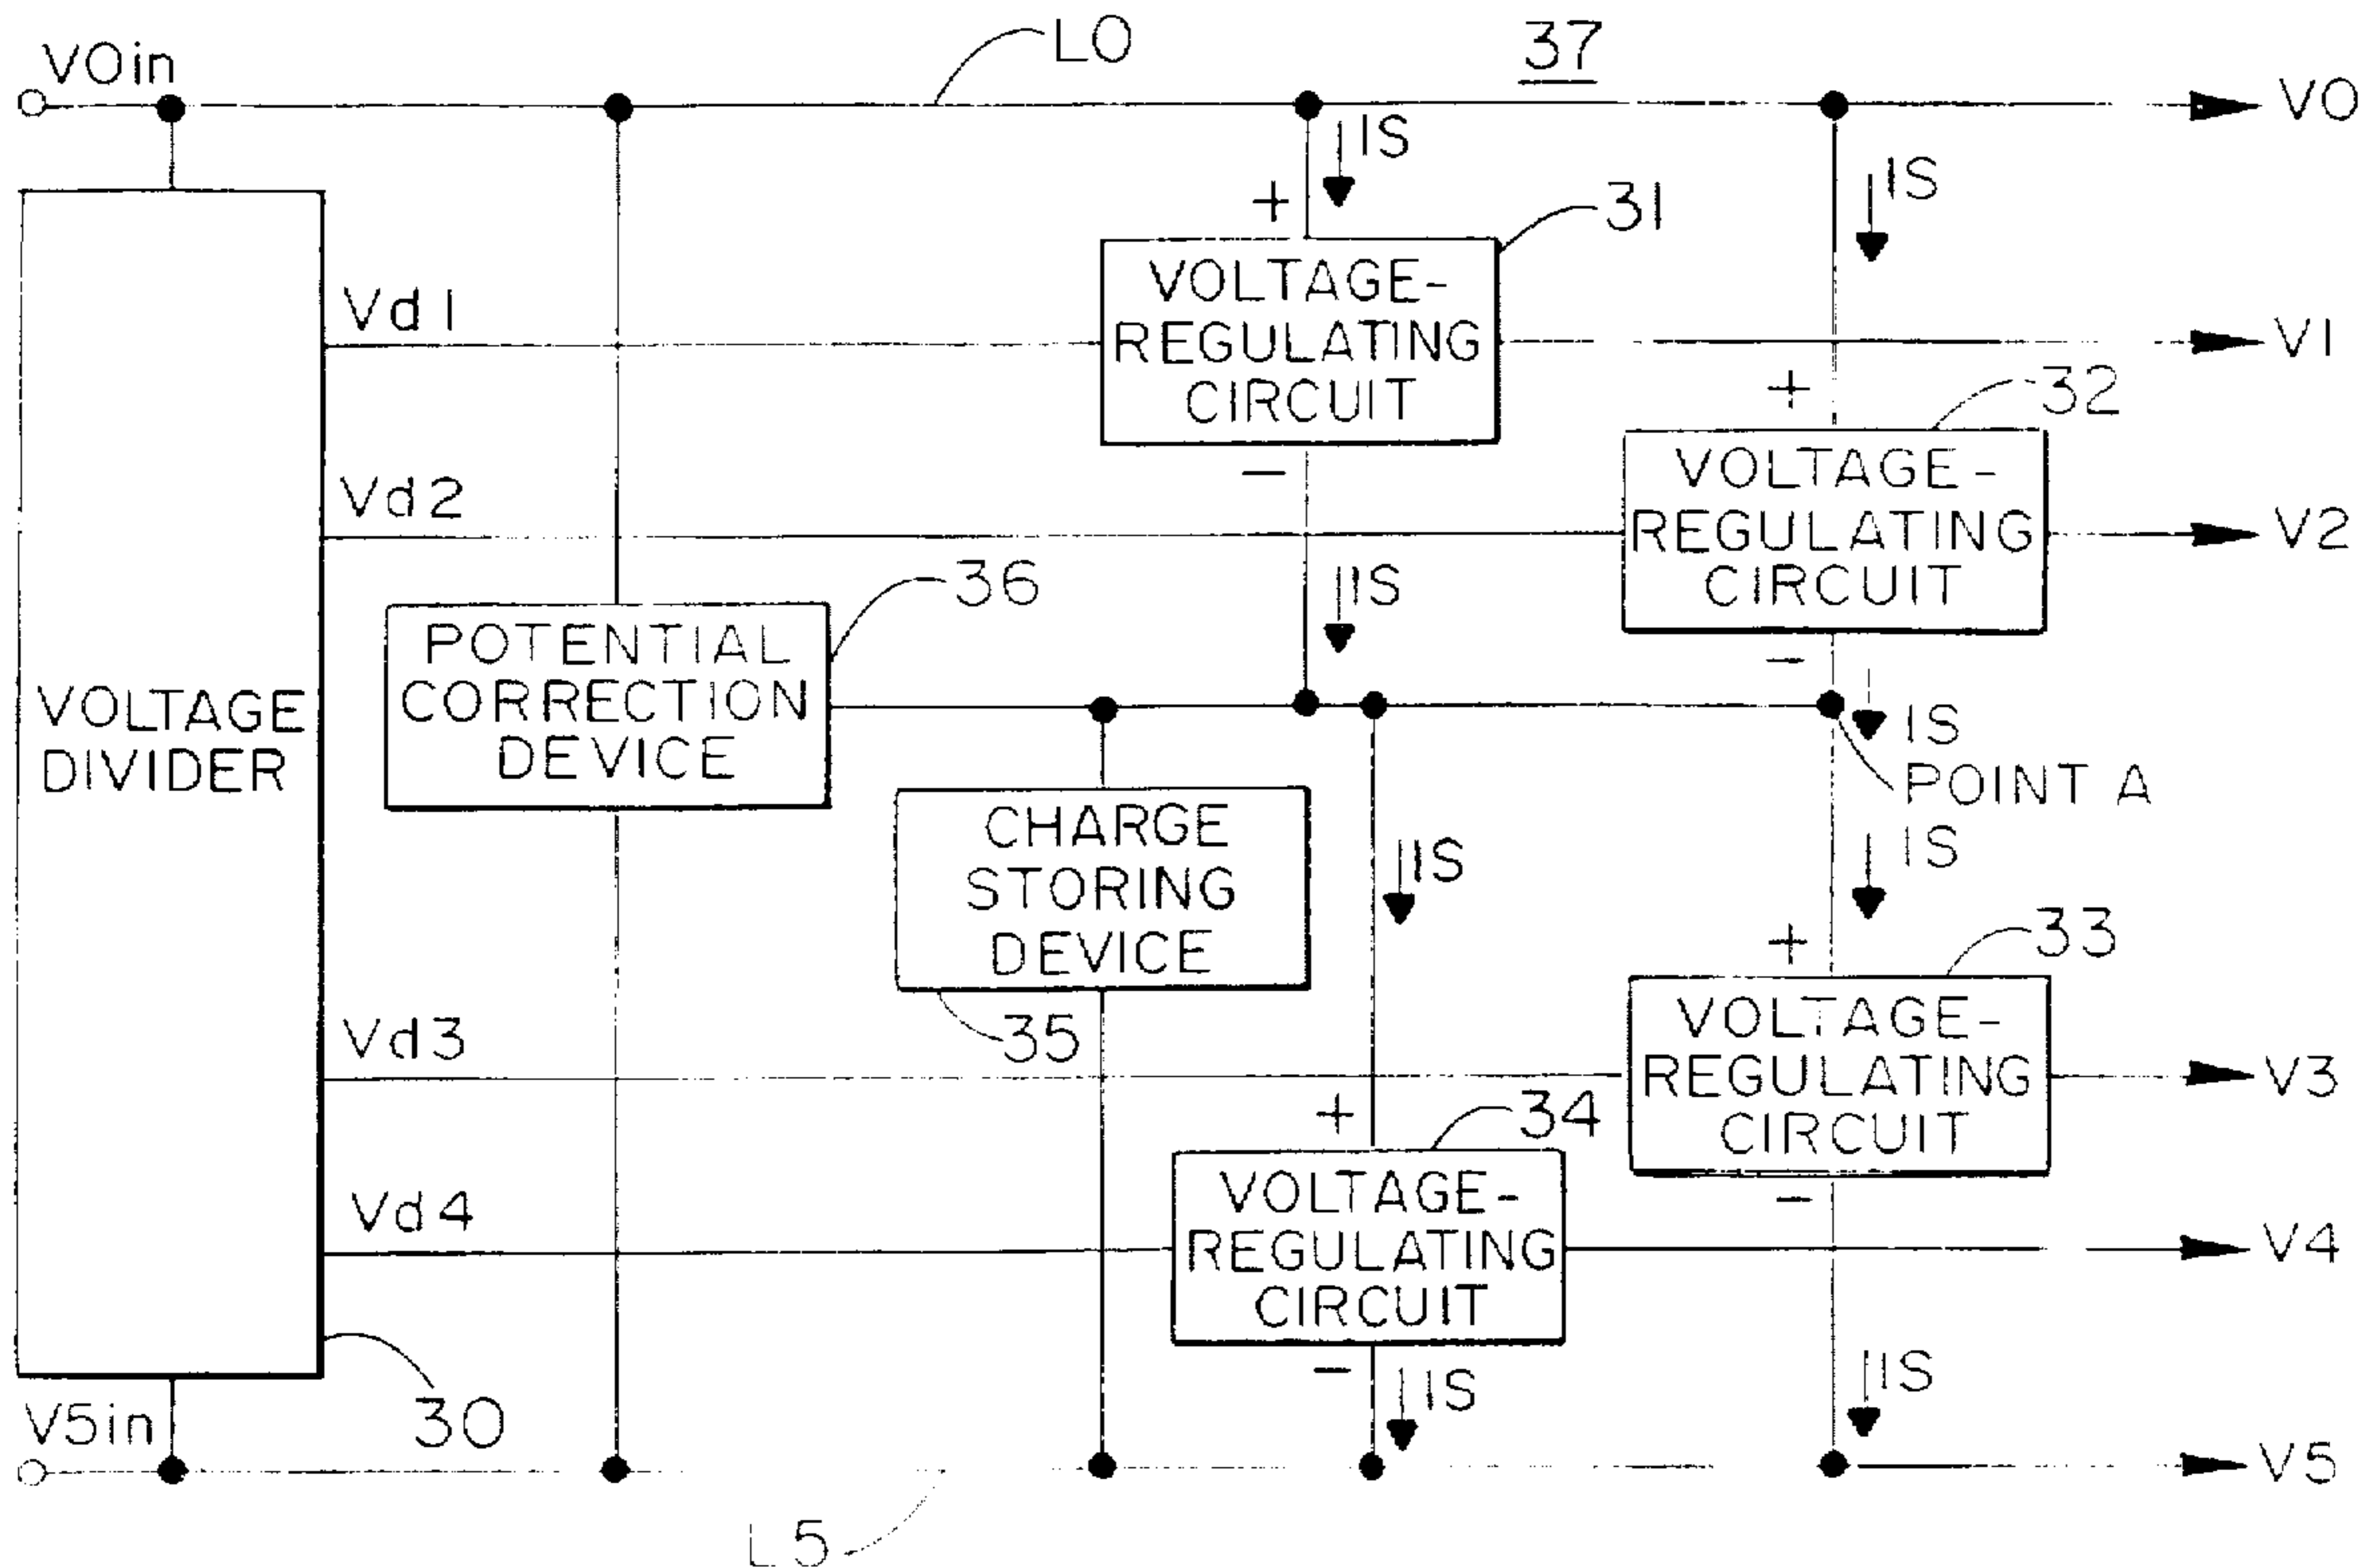 V0in
L0
37
V0
IS
IS
+
31
VOLTAGE-
REGULATING
CIRCUIT
Vd1
V1
+
32
−
VOLTAGE-
REGULATING
CIRCUIT
Vd2
V2
36
IS
−
POTENTIAL
CORRECTION
DEVICE
VOLTAGE
DIVIDER
IS
POINT A
CHARGE
STORING
DEVICE
IS
IS
+
33
35
VOLTAGE-
REGULATING
CIRCUIT
Vd3
V3
+
34
−
VOLTAGE-
REGULATING
CIRCUIT
Vd4
V4
−
IS
IS
30
V5in
V5
L5